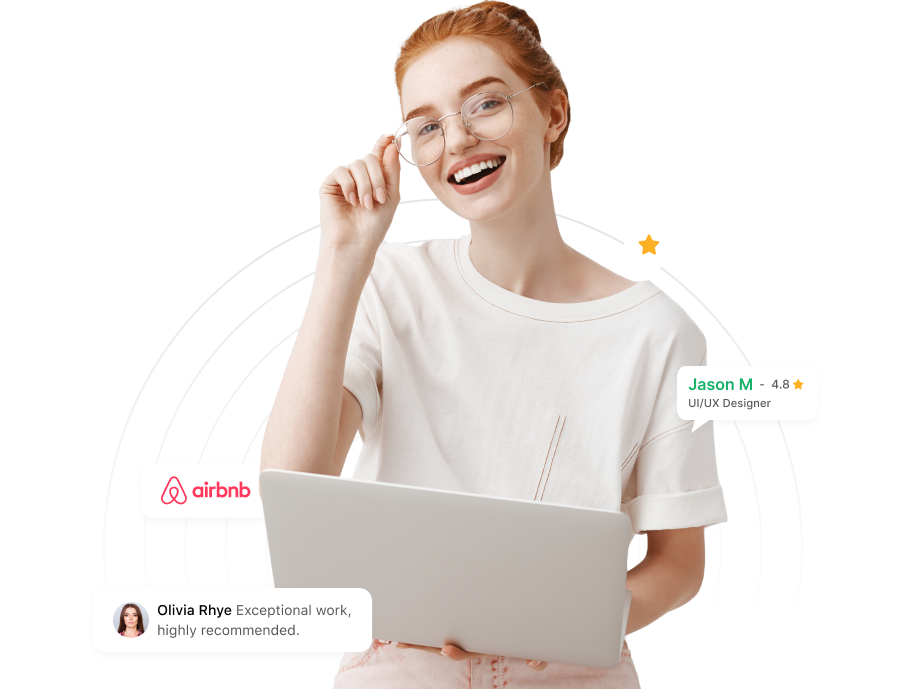 Jason M - 4.8
UI/UX Designer
airbnb
Olivia Rhye Exceptional work,
highly recommended.